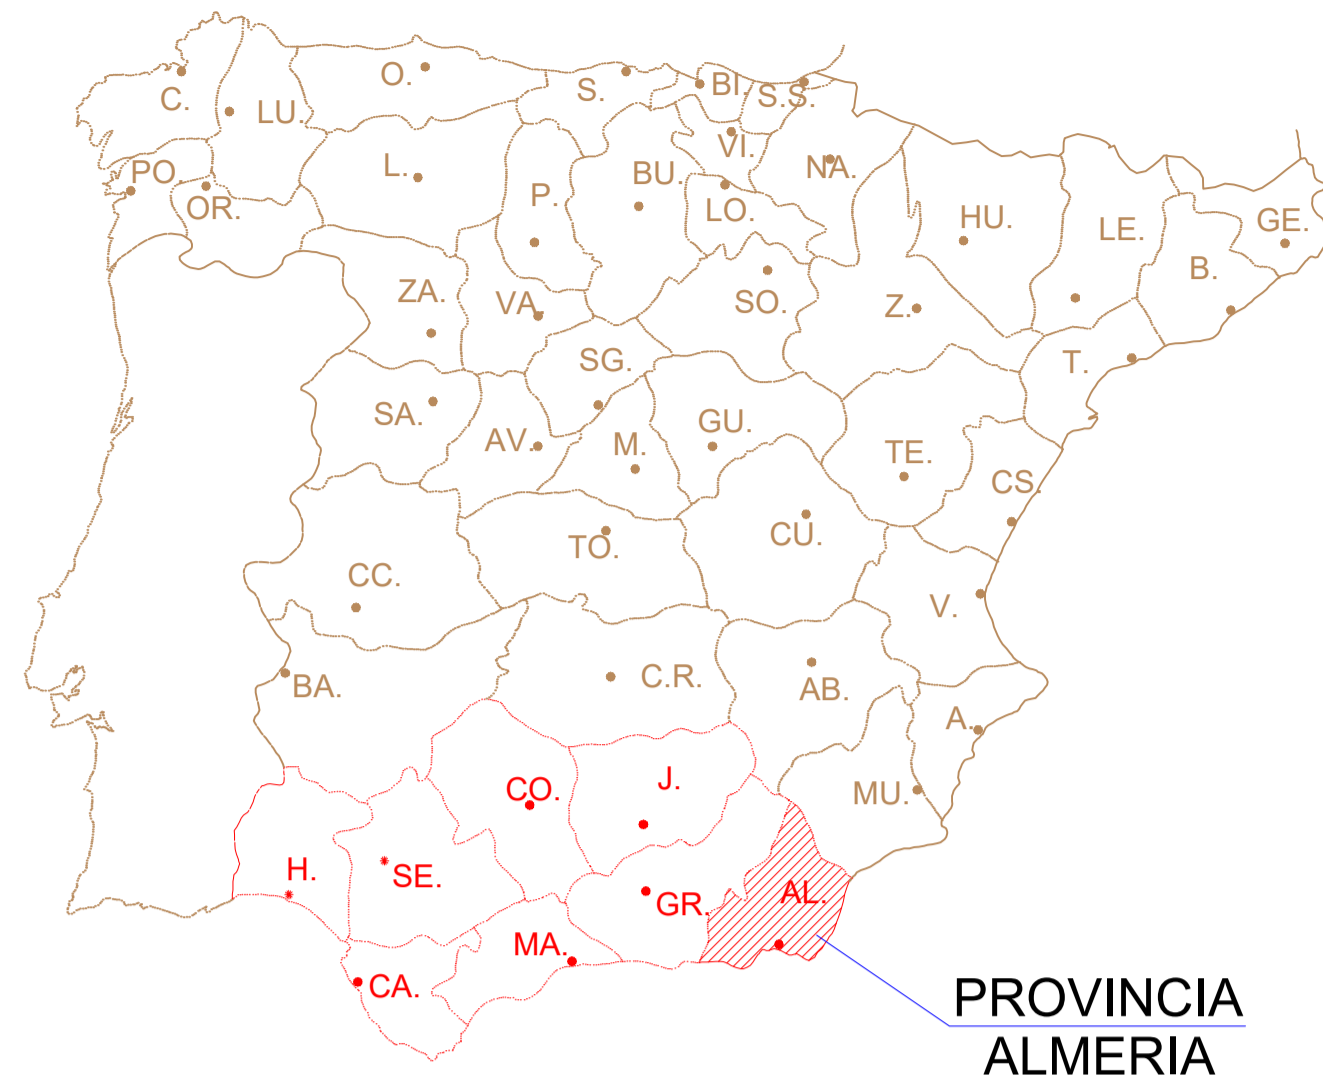 O.
S.
BI.
S.S.
C.
LU.
VI.
PO.
L.
P.
BU.
NA.
OR.
LO.
HU.
LE.
GE.
B.
ZA.
VA.
SO.
Z.
SG.
T.
SA.
AV.
M.
GU.
TE.
CS.
TO.
CU.
CC.
V.
BA.
C.R.
AB.
A.
CO.
J.
MU.
H.
SE.
GR.
AL.
MA.
CA.
PROVINCIA
ALMERIA